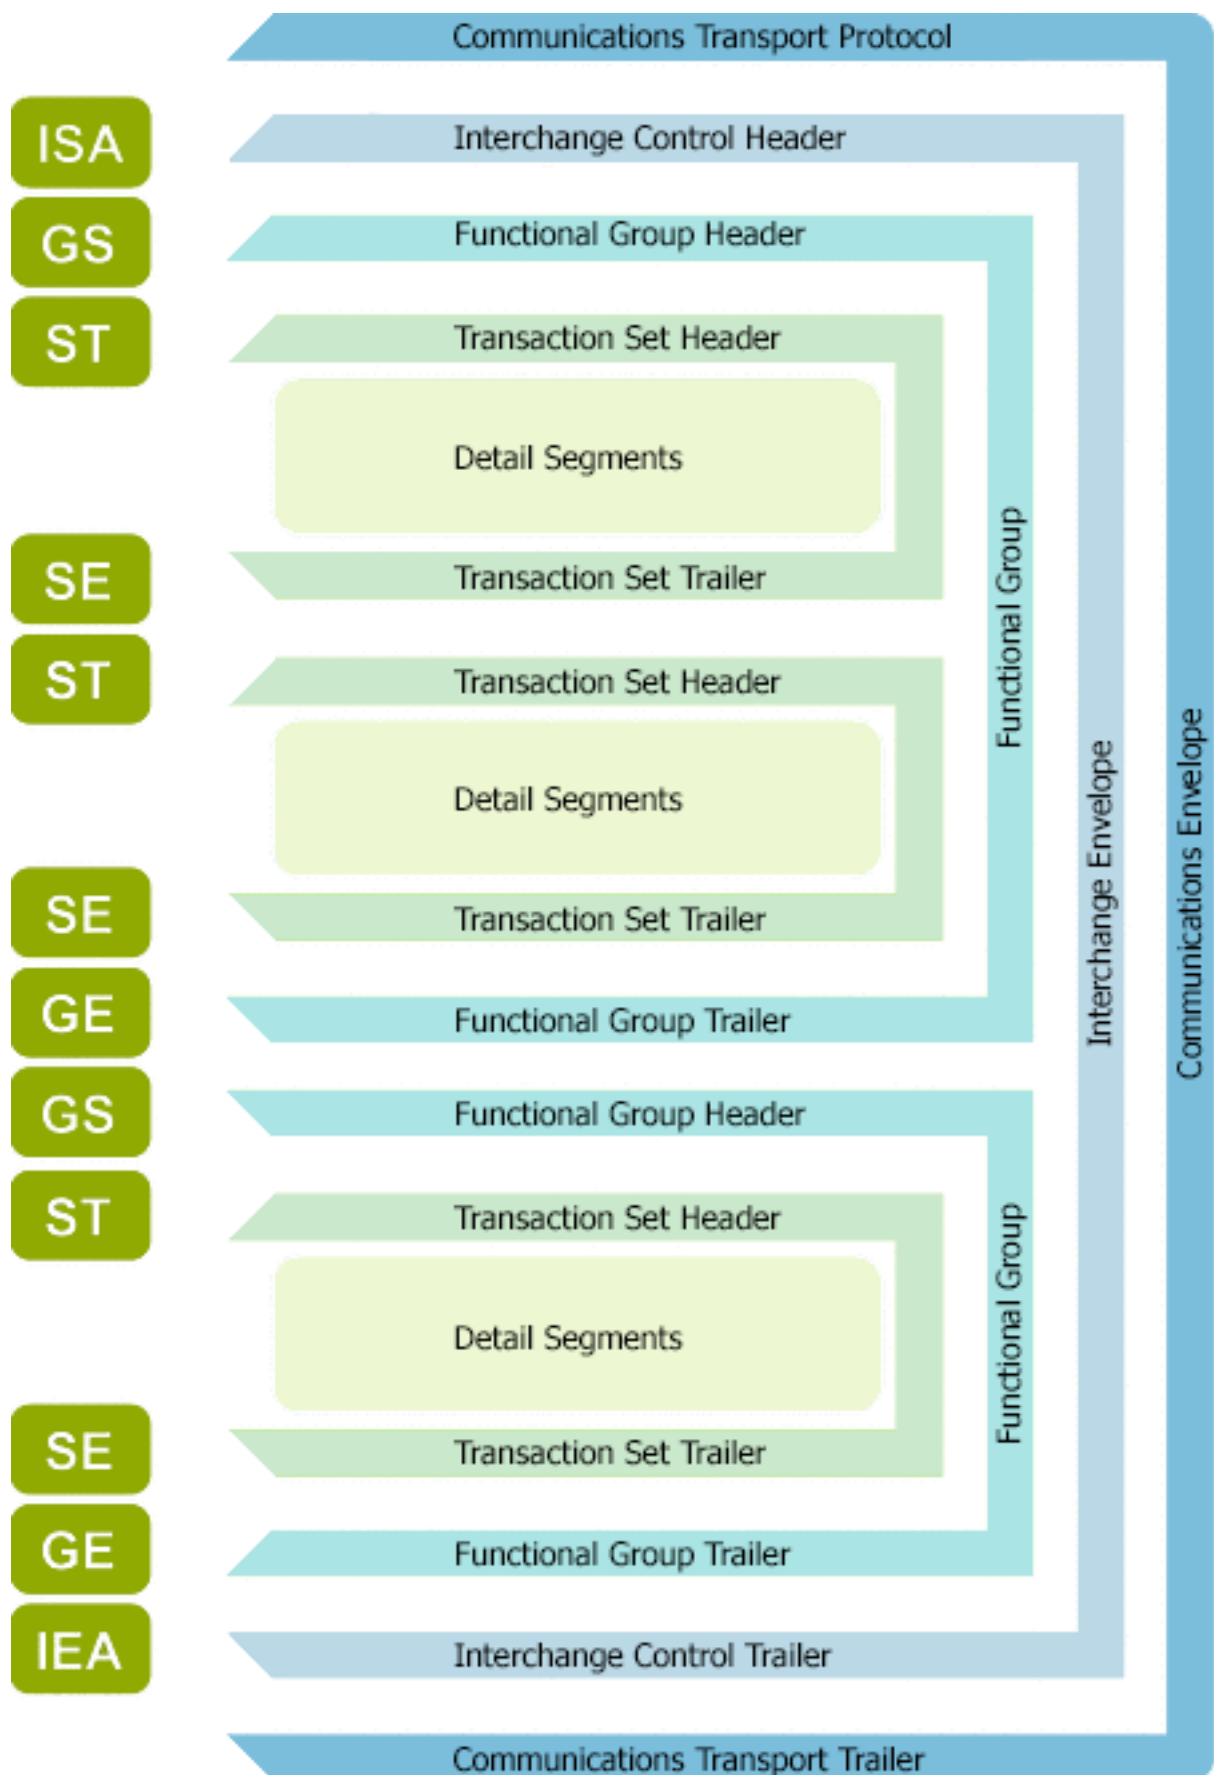 Communications Transport Protocol
ISA
Interchange Control Header
GS
Functional Group Header
ST
Transaction Set Header
Detail Segments
SE
Transaction Set Trailer
ST
Transaction Set Header
Detail Segments
SE
Transaction Set Trailer
GE
Functional Group Trailer
Functional Group
GS
Functional Group Header
ST
Transaction Set Header
Detail Segments
SE
Transaction Set Trailer
GE
Functional Group Trailer
Functional Group
IEA
Interchange Control Trailer
Interchange Envelope
Communications Transport Trailer
Communications Envelope